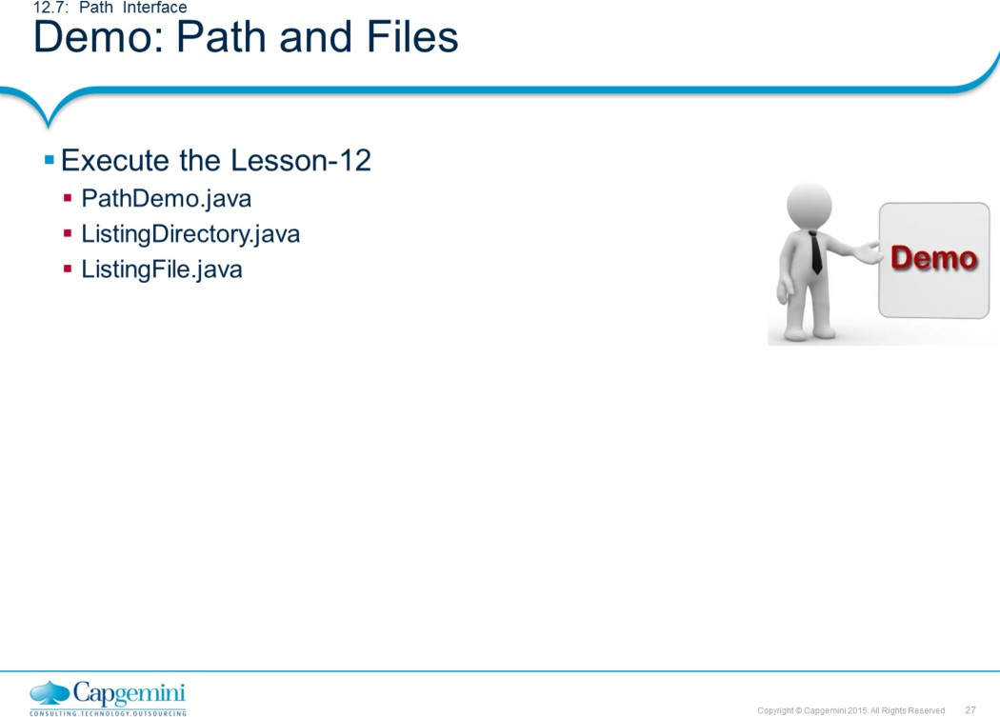 12.7: Path Interface
Demo: Path and Files
Execute the Lesson-12
PathDemo.java
ListingDirectory.java
ListingFile.java
Demo
Capgemini
CONSULTING.TECHNOLOGY.OUTSOURCING
Copyright © Capgemini 2015. All Rights Reserved 27